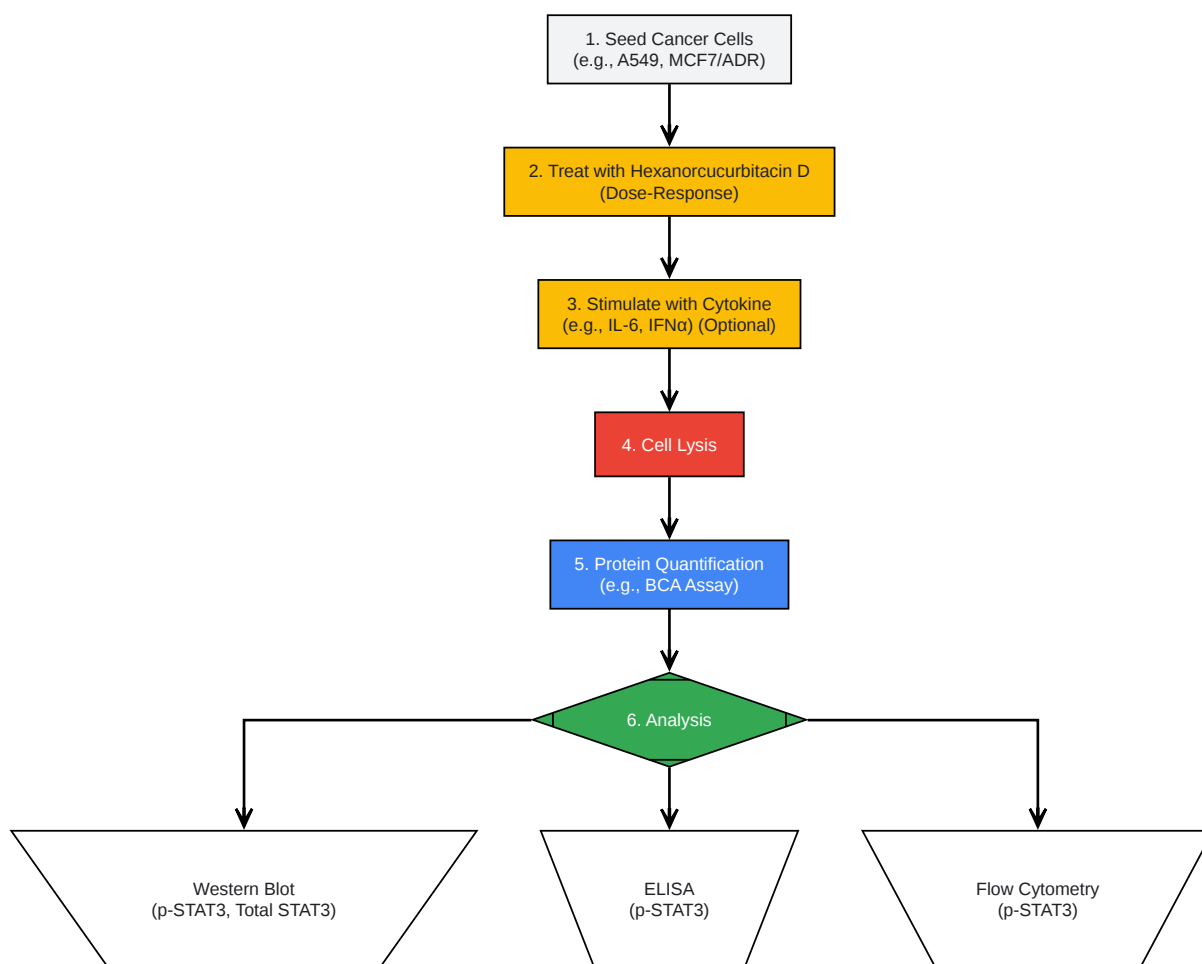 1. Seed Cancer Cells
(e.g., A549, MCF7/ADR)
2. Treat with Hexanorcucurbitacin D
(Dose-Response)
3. Stimulate with Cytokine
(e.g., IL-6, IFNα) (Optional)
4. Cell Lysis
5. Protein Quantification
(e.g., BCA Assay)
6. Analysis
Western Blot
(p-STAT3, Total STAT3)
ELISA
(p-STAT3)
Flow Cytometry
(p-STAT3)